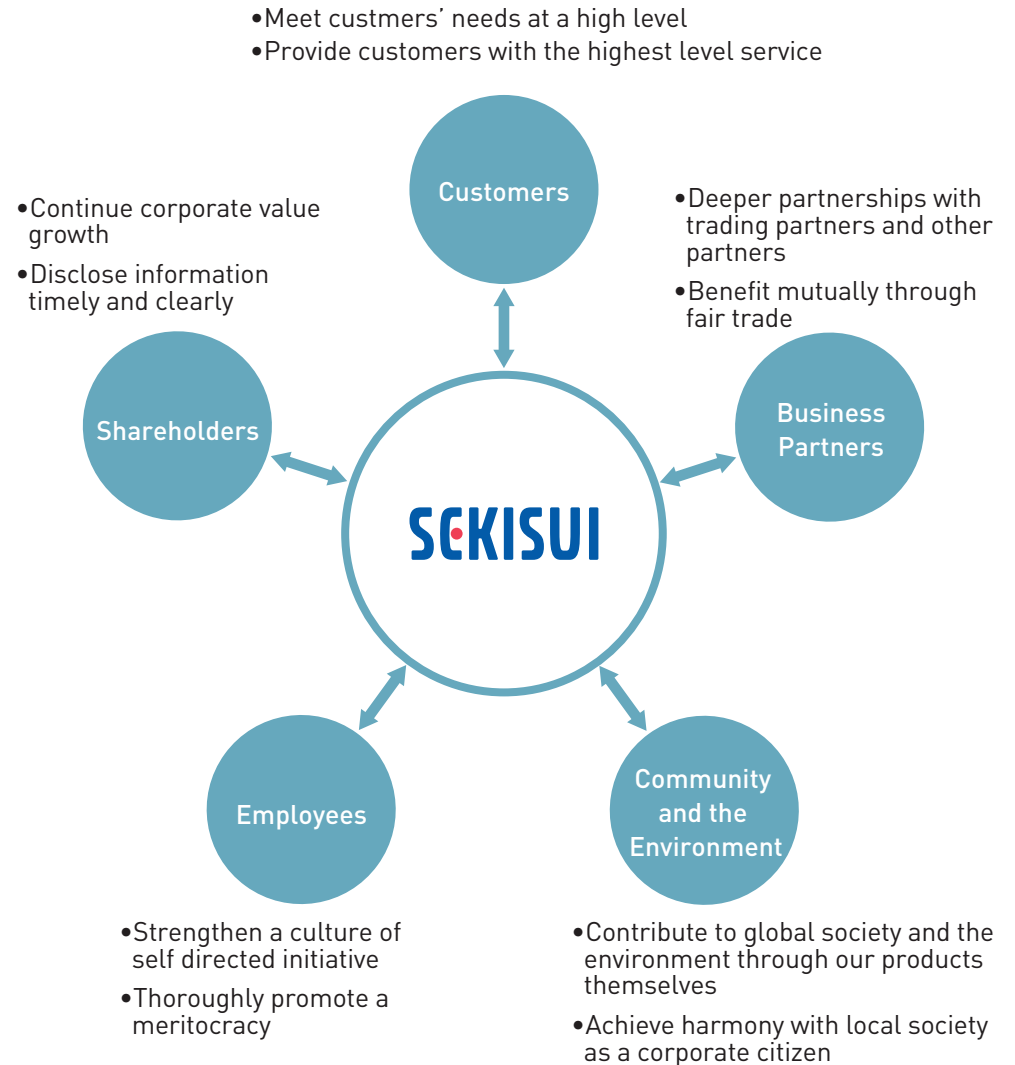 •Meet custmers’ needs at a high level
•Provide customers with the highest level service
Customers
•Continue corporate value
growth
•Disclose information
timely and clearly
Shareholders
•Deeper partnerships with
trading partners and other
partners
•Benefit mutually through
fair trade
Business
Partners
SEKISUI
Employees
•Strengthen a culture of
self directed initiative
•Thoroughly promote a
meritocracy
Community
and the
Environment
•Contribute to global society and the
environment through our products
themselves
•Achieve harmony with local society
as a corporate citizen